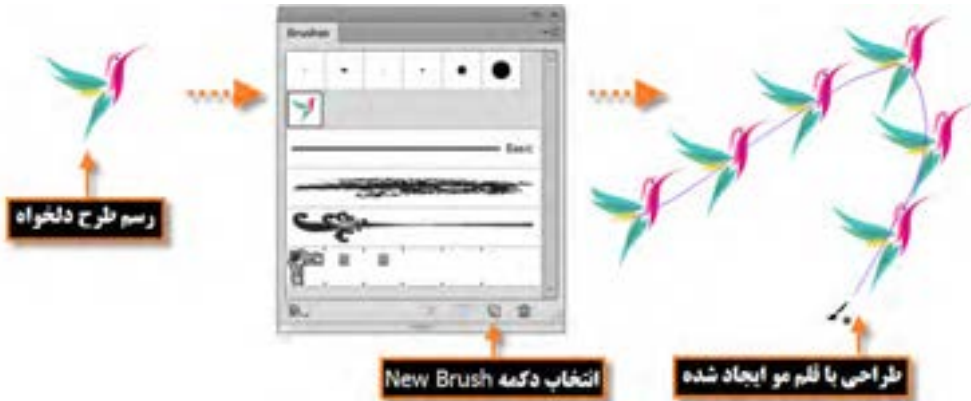 Brushes
Basic
رسم طرح دلخواه
انتخاب دکمه New Brush
طراحی با قلم مو ایجاد شده